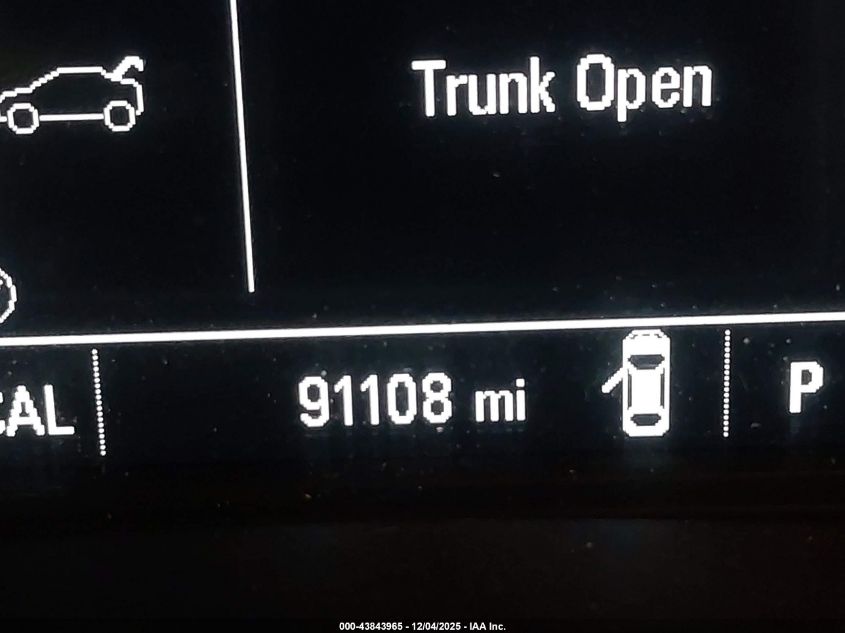 Trunk Open
CAL
91108 mi
P
000-43843965 - 12/04/2025 - IAA Inc.